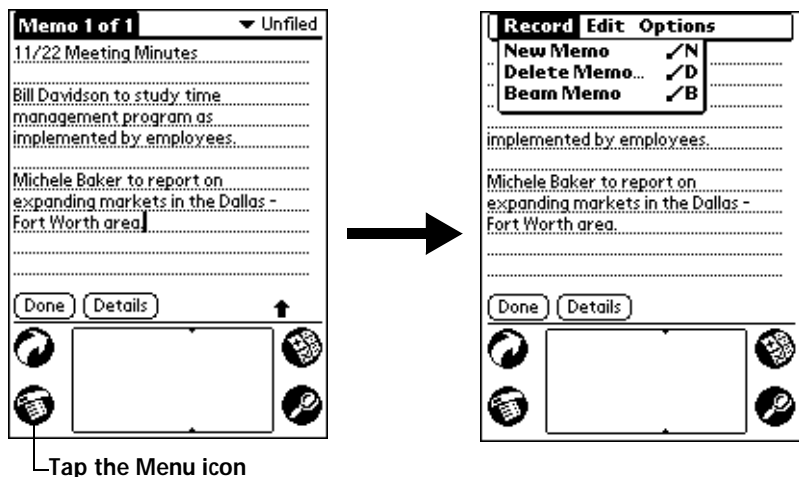 Memo 1 of 1 Unfiled
11/22 Meeting Minutes
Bill Davidson to study time
management program as
implemented by employees.
Michele Baker to report on
expanding markets in the Dallas -
Fort Worth area.
Done Details
Tap the Menu icon
Record Edit Options
New Memo /N
Delete Memo... /D
Beam Memo /B
implemented by employees.
Michele Baker to report on
expanding markets in the Dallas -
Fort Worth area.
Done Details